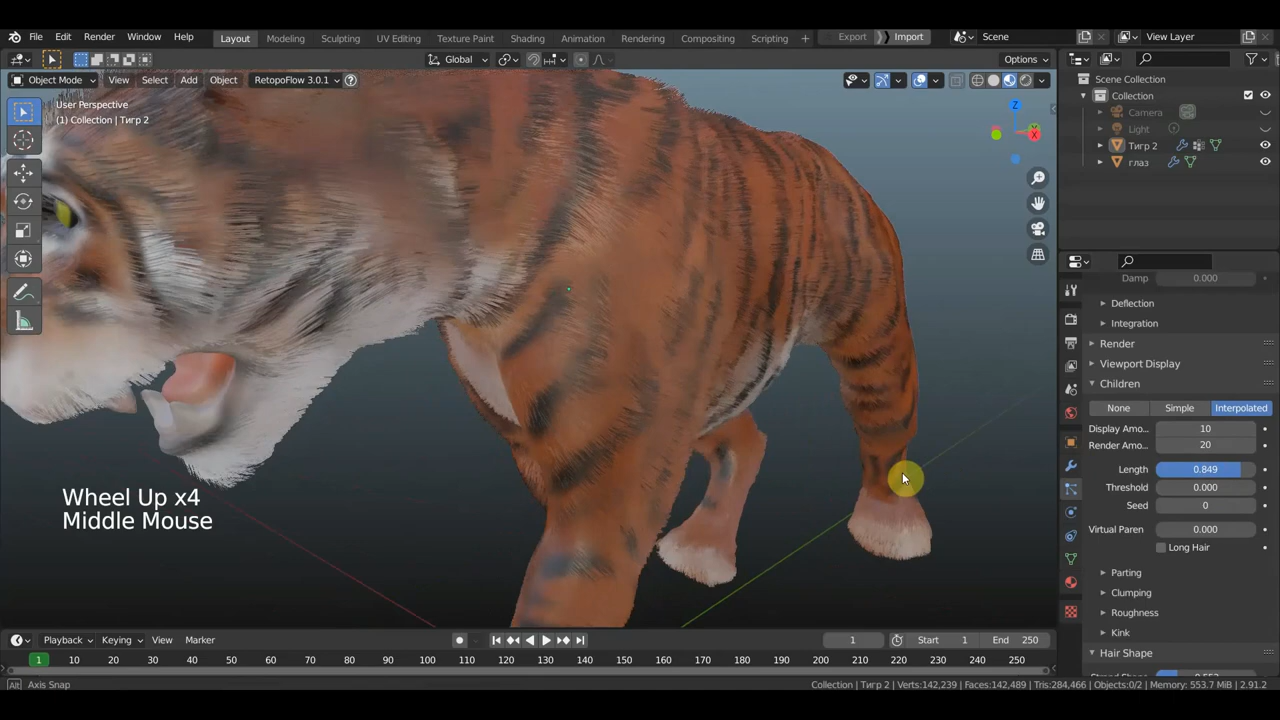 File Edit Render Window Help Layout Modeling Sculpting UV Editing Texture Paint Shading Animation Rendering Compositing Scripting + Export Import Scene View Layer
Global Options
Object Mode View Select Add Object RetopoFlow 3.0.1
User Perspective
(1) Collection | Тигр 2
Z
X
Scene Collection
Collection
Camera
Light
Тигр 2
глаз
Damp 0.000
Deflection
Integration
Render
Viewport Display
Children
None Simple Interpolated
Display Amo... 10
Render Amo... 20
Length 0.849
Threshold 0.000
Seed 0
Virtual Paren 0.000
Long Hair
Parting
Clumping
Roughness
Kink
Hair Shape
Wheel Up x4
Middle Mouse
Playback Keying View Marker 1 Start 1 End 250
1 10 20 30 40 50 60 70 80 90 100 110 120 130 140 150 160 170 180 190 200 210 220 230 240 250
Alt Axis Snap Collection | Тигр 2 | Verts:142,239 | Faces:142,489 | Tris:284,466 | Objects:0/2 | Memory: 553.7 MiB | 2.91.2